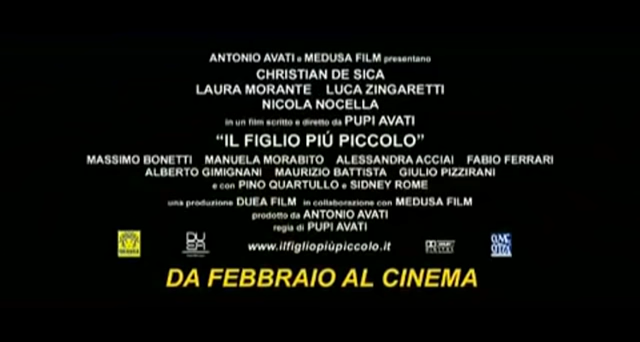 ANTONIO AVATI e MEDUSA FILM presentano
CHRISTIAN DE SICA
LAURA MORANTE LUCA ZINGARETTI
NICOLA NOCELLA
in un film scritto e diretto da PUPI AVATI
“IL FIGLIO PIÚ PICCOLO”
MASSIMO BONETTI MANUELA MORABITO ALESSANDRA ACCIAI FABIO FERRARI
ALBERTO GIMIGNANI MAURIZIO BATTISTA GIULIO PIZZIRANI
e con PINO QUARTULLO e SIDNEY ROME
una produzione DUEA FILM in collaborazione con MEDUSA FILM
prodotto da ANTONIO AVATI
regia di PUPI AVATI
www.ilfigliopiùpiccolo.it
DA FEBBRAIO AL CINEMA